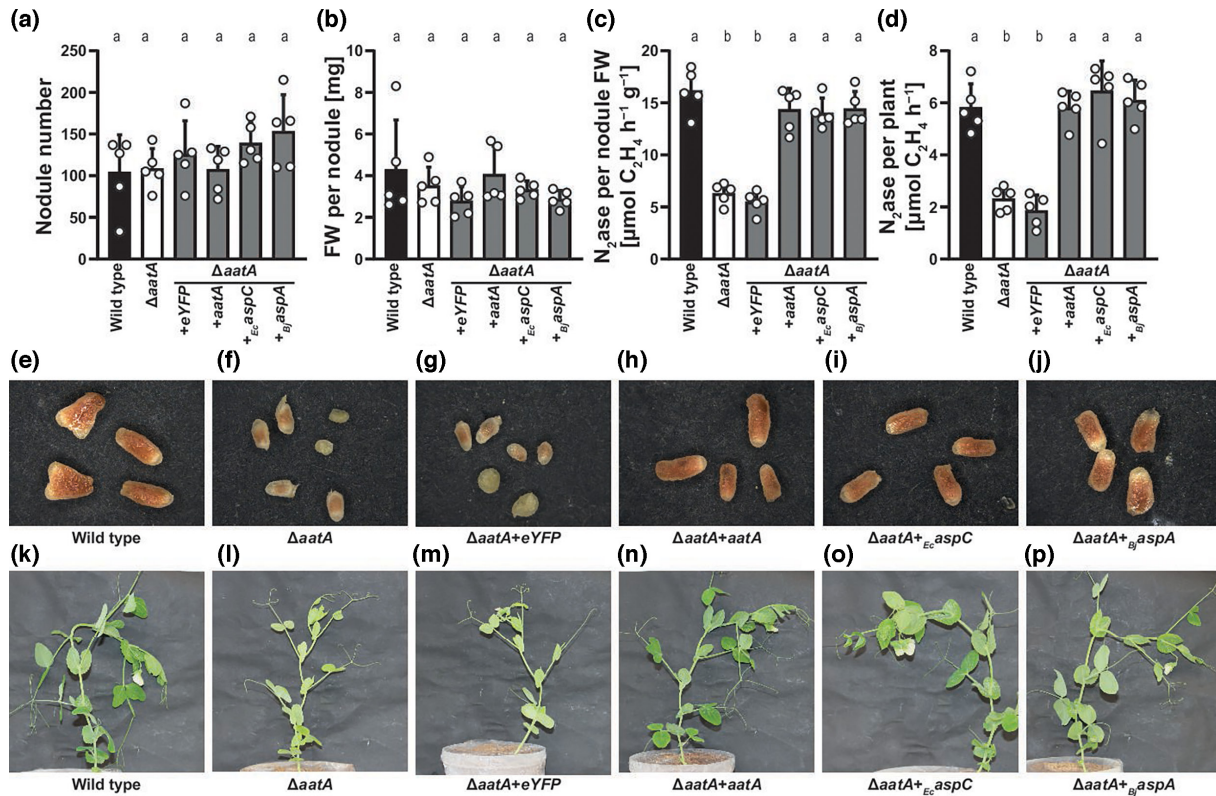 (a)
a a a a a a
Nodule number
250
200
150
100
50
0
Wild type
ΔaatA
ΔaatA
+eYFP
+aatA
+EcaspC
+BjaspA
(b)
a a a a a a
FW per nodule [mg]
10
8
6
4
2
0
Wild type
ΔaatA
ΔaatA
+eYFP
+aatA
+EcaspC
+BjaspA
(c)
a b b a a a
N₂ase per nodule FW
[µmol C₂H₄ h⁻¹ g⁻¹]
20
15
10
5
0
Wild type
ΔaatA
ΔaatA
+eYFP
+aatA
+EcaspC
+BjaspA
(d)
a b b a a a
N₂ase per plant
[µmol C₂H₄ h⁻¹]
8
6
4
2
0
Wild type
ΔaatA
ΔaatA
+eYFP
+aatA
+EcaspC
+BjaspA
(e) (f) (g) (h) (i) (j)
Wild type ΔaatA ΔaatA+eYFP ΔaatA+aatA ΔaatA+EcaspC ΔaatA+BjaspA
(k) (l) (m) (n) (o) (p)
Wild type ΔaatA ΔaatA+eYFP ΔaatA+aatA ΔaatA+EcaspC ΔaatA+BjaspA